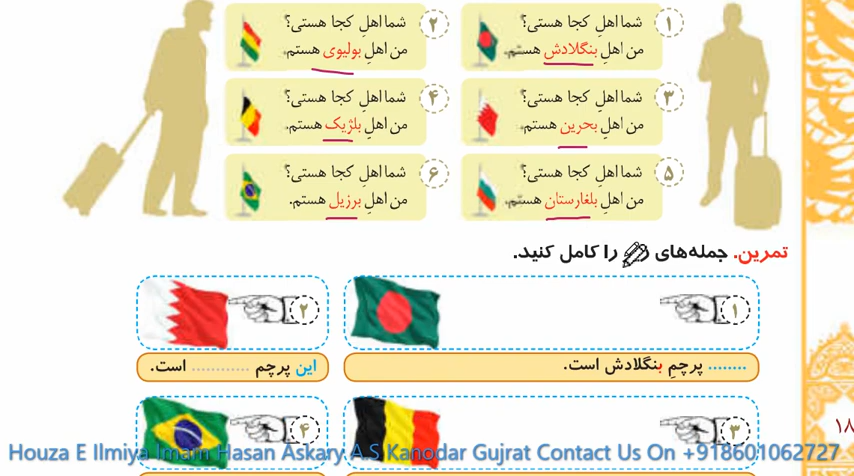 ۱
شما اهلِ کجا هستی؟
من اهلِ بنگلادش هستم.
۲
شما اهلِ کجا هستی؟
من اهلِ بولیوی هستم.
۳
شما اهلِ کجا هستی؟
من اهلِ بحرین هستم.
۴
شما اهلِ کجا هستی؟
من اهلِ بلژیک هستم.
۵
شما اهلِ کجا هستی؟
من اهلِ بلغارستان هستم.
۶
شما اهلِ کجا هستی؟
من اهلِ برزیل هستم.
تمرین. جمله‌های را کامل کنید.
۱
......... پرچمِ بنگلادش است.
۲
این پرچم ............. است.
۳
۴
۱۸
Houza E Ilmiya Imam Hasan Askary A.S Kanodar Gujrat Contact Us On +918601062727